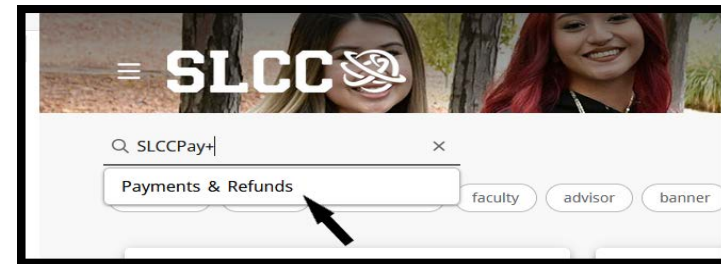 SLCC
SLCCPay+
Payments & Refunds
faculty advisor banner